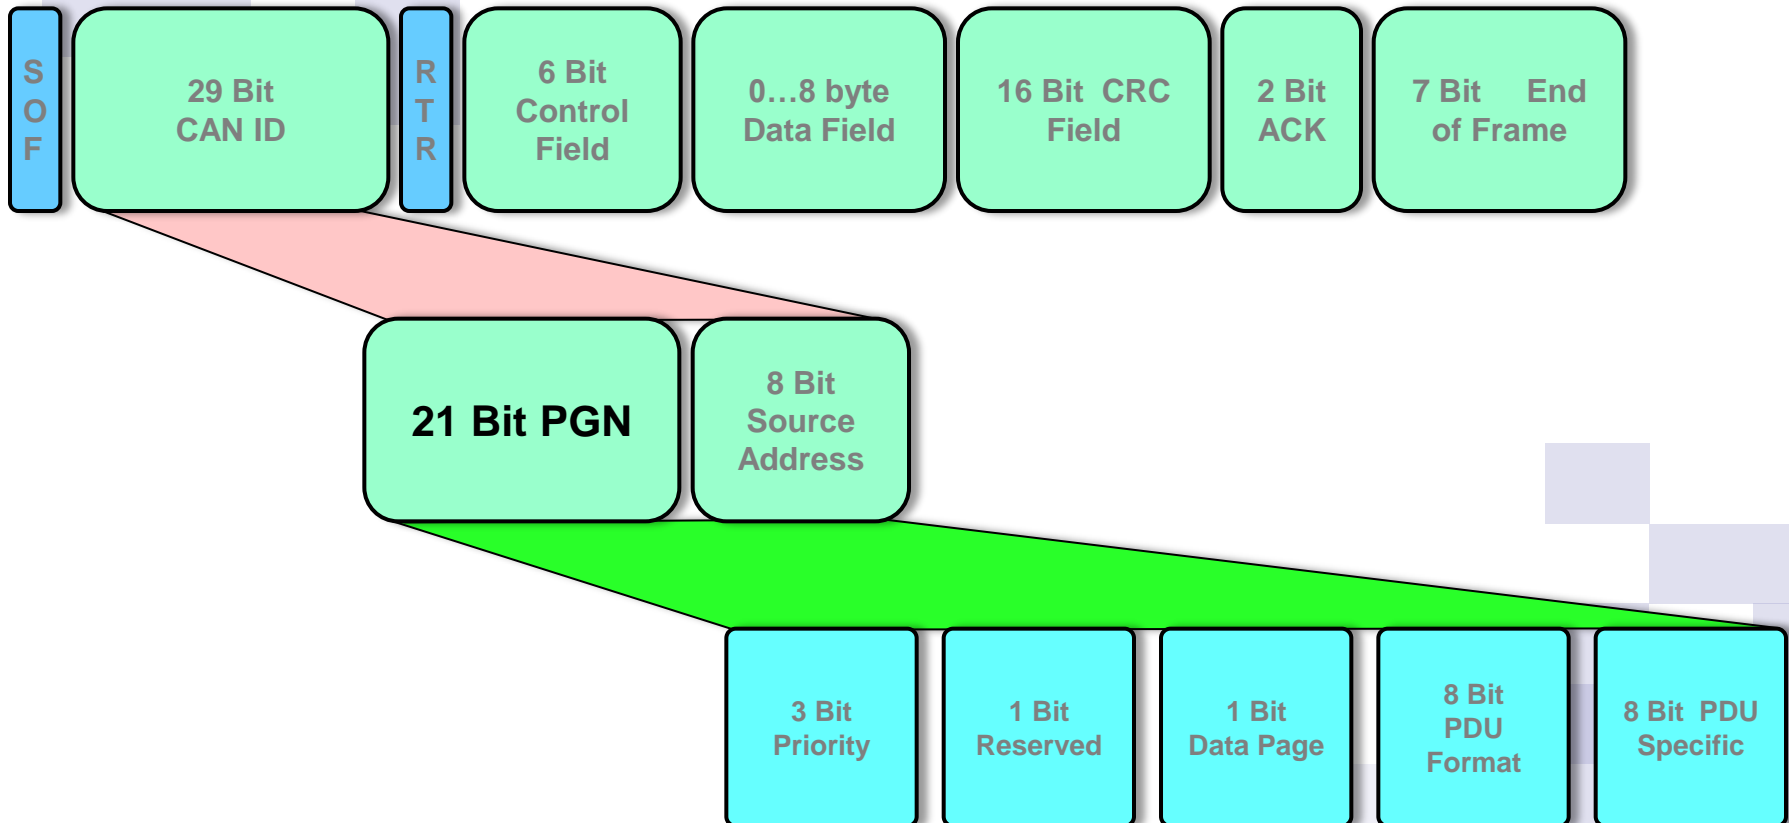 S
O
F
29 Bit
CAN ID
R
T
R
6 Bit
Control
Field
0…8 byte
Data Field
16 Bit CRC
Field
2 Bit
ACK
7 Bit End
of Frame
21 Bit PGN
8 Bit
Source
Address
3 Bit
Priority
1 Bit
Reserved
1 Bit
Data Page
8 Bit
PDU
Format
8 Bit PDU
Specific